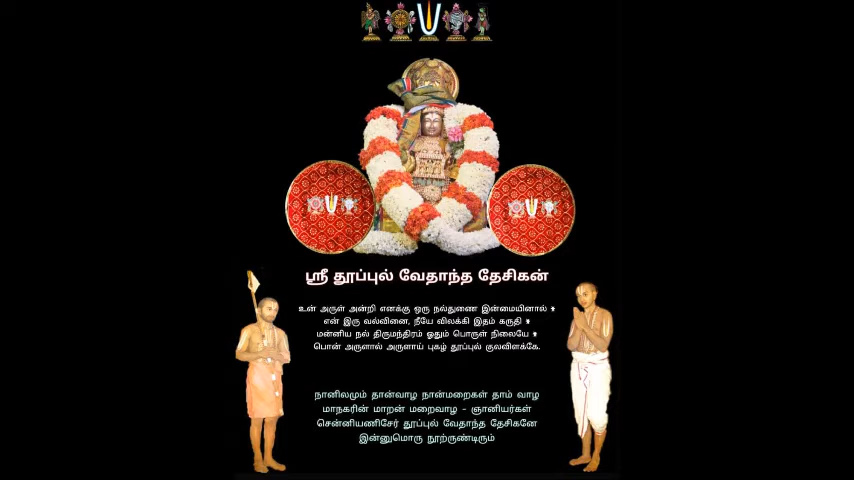 ஸ்ரீ தூப்புல் வேதாந்த தேசிகன்
உன் அருள் அன்றி எனக்கு ஒரு நல்துணை இன்மையினால் *
என் இரு வல்வினை, நீயே விலக்கி இதம் கருதி *
மன்னிய நல் திருமந்திரம் ஓதும் பொருள் நிலையே *
பொன் அருளால் அருளாய் புகழ் தூப்புல் குலவிளக்கே.
நானிலமும் தான்வாழ நான்மறைகள் தாம் வாழ
மாநகரின் மாறன் மறைவாழ - ஞானியர்கள்
சென்னியணிசேர் தூப்புல் வேதாந்த தேசிகனே
இன்னுமொரு நூற்ருண்டிரும்